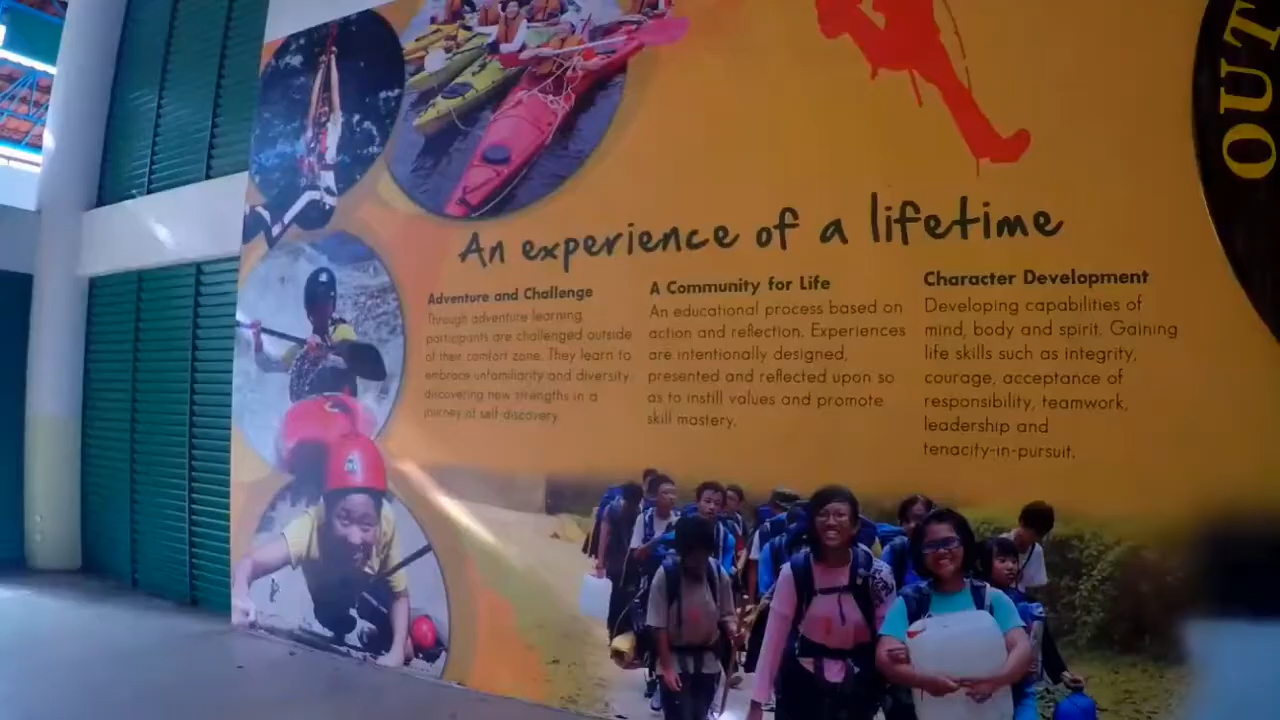 OUT
An experience of a lifetime
Adventure and Challenge
Through adventure learning,
participants are challenged outside
of their comfort zone. They learn to
embrace unfamiliarity and diversity,
discovering new strengths in a
journey of self-discovery.
A Community for Life
An educational process based on
action and reflection. Experiences
are intentionally designed,
presented and reflected upon so
as to instill values and promote
skill mastery.
Character Development
Developing capabilities of
mind, body and spirit. Gaining
life skills such as integrity,
courage, acceptance of
responsibility, teamwork,
leadership and
tenacity-in-pursuit.